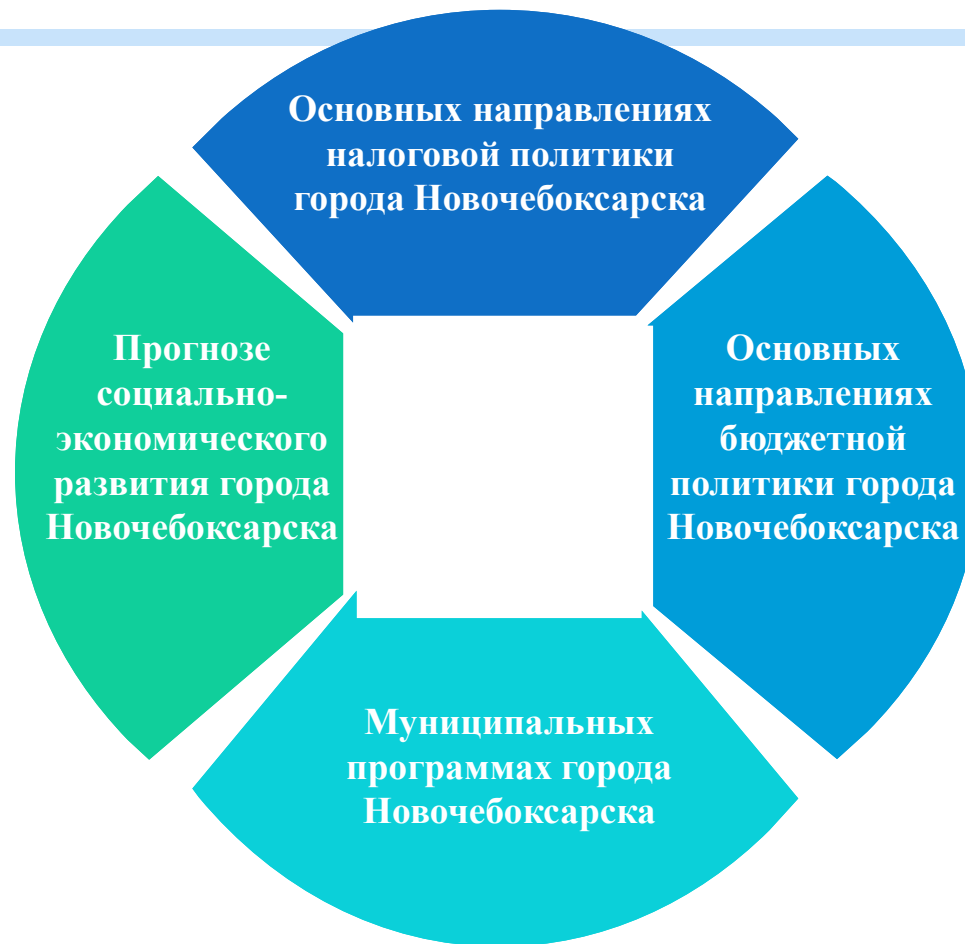 Основных направлениях
налоговой политики
города Новочебоксарска
Прогнозе
социально-
экономического
развития города
Новочебоксарска
Основных
направлениях
бюджетной
политики города
Новочебоксарска
Муниципальных
программах города
Новочебоксарска